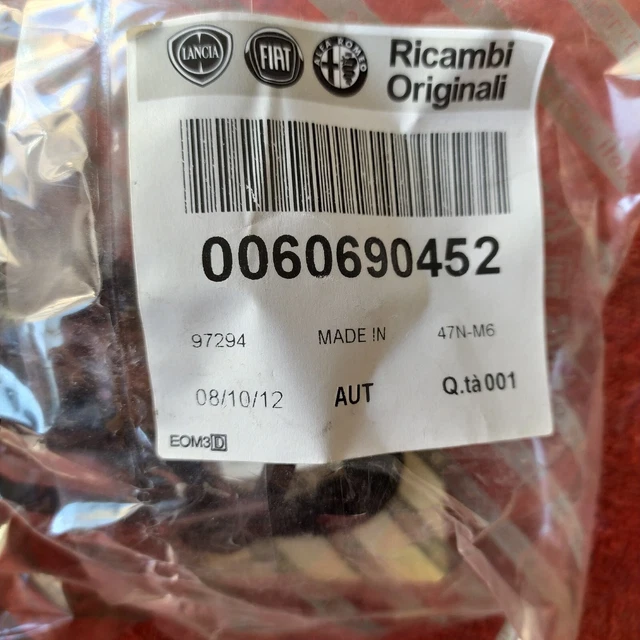 LANCIA FIAT ALFA ROMEO Ricambi
Originali
0060690452
97294 MADE IN 47N-M6
08/10/12 AUT Q.tà 001
EOM3D